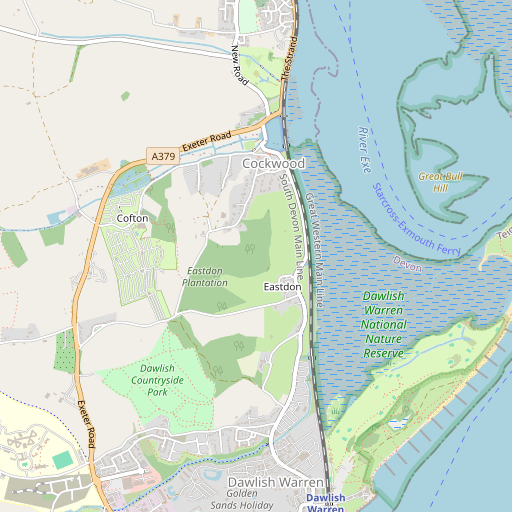 The Strand
New Road
Exeter Road
A379
River Exe
Cockwood
Great Bull
Hill
Starcross-Exmouth Ferry
South Devon Main Line
Great Western Main Line
Cofton
Devon
Eastdon
Plantation
Eastdon
Dawlish
Warren
National
Nature
Reserve
Dawlish
Countryside
Park
Exeter Road
Dawlish Warren
Golden
Sands Holiday
Dawlish
Warren